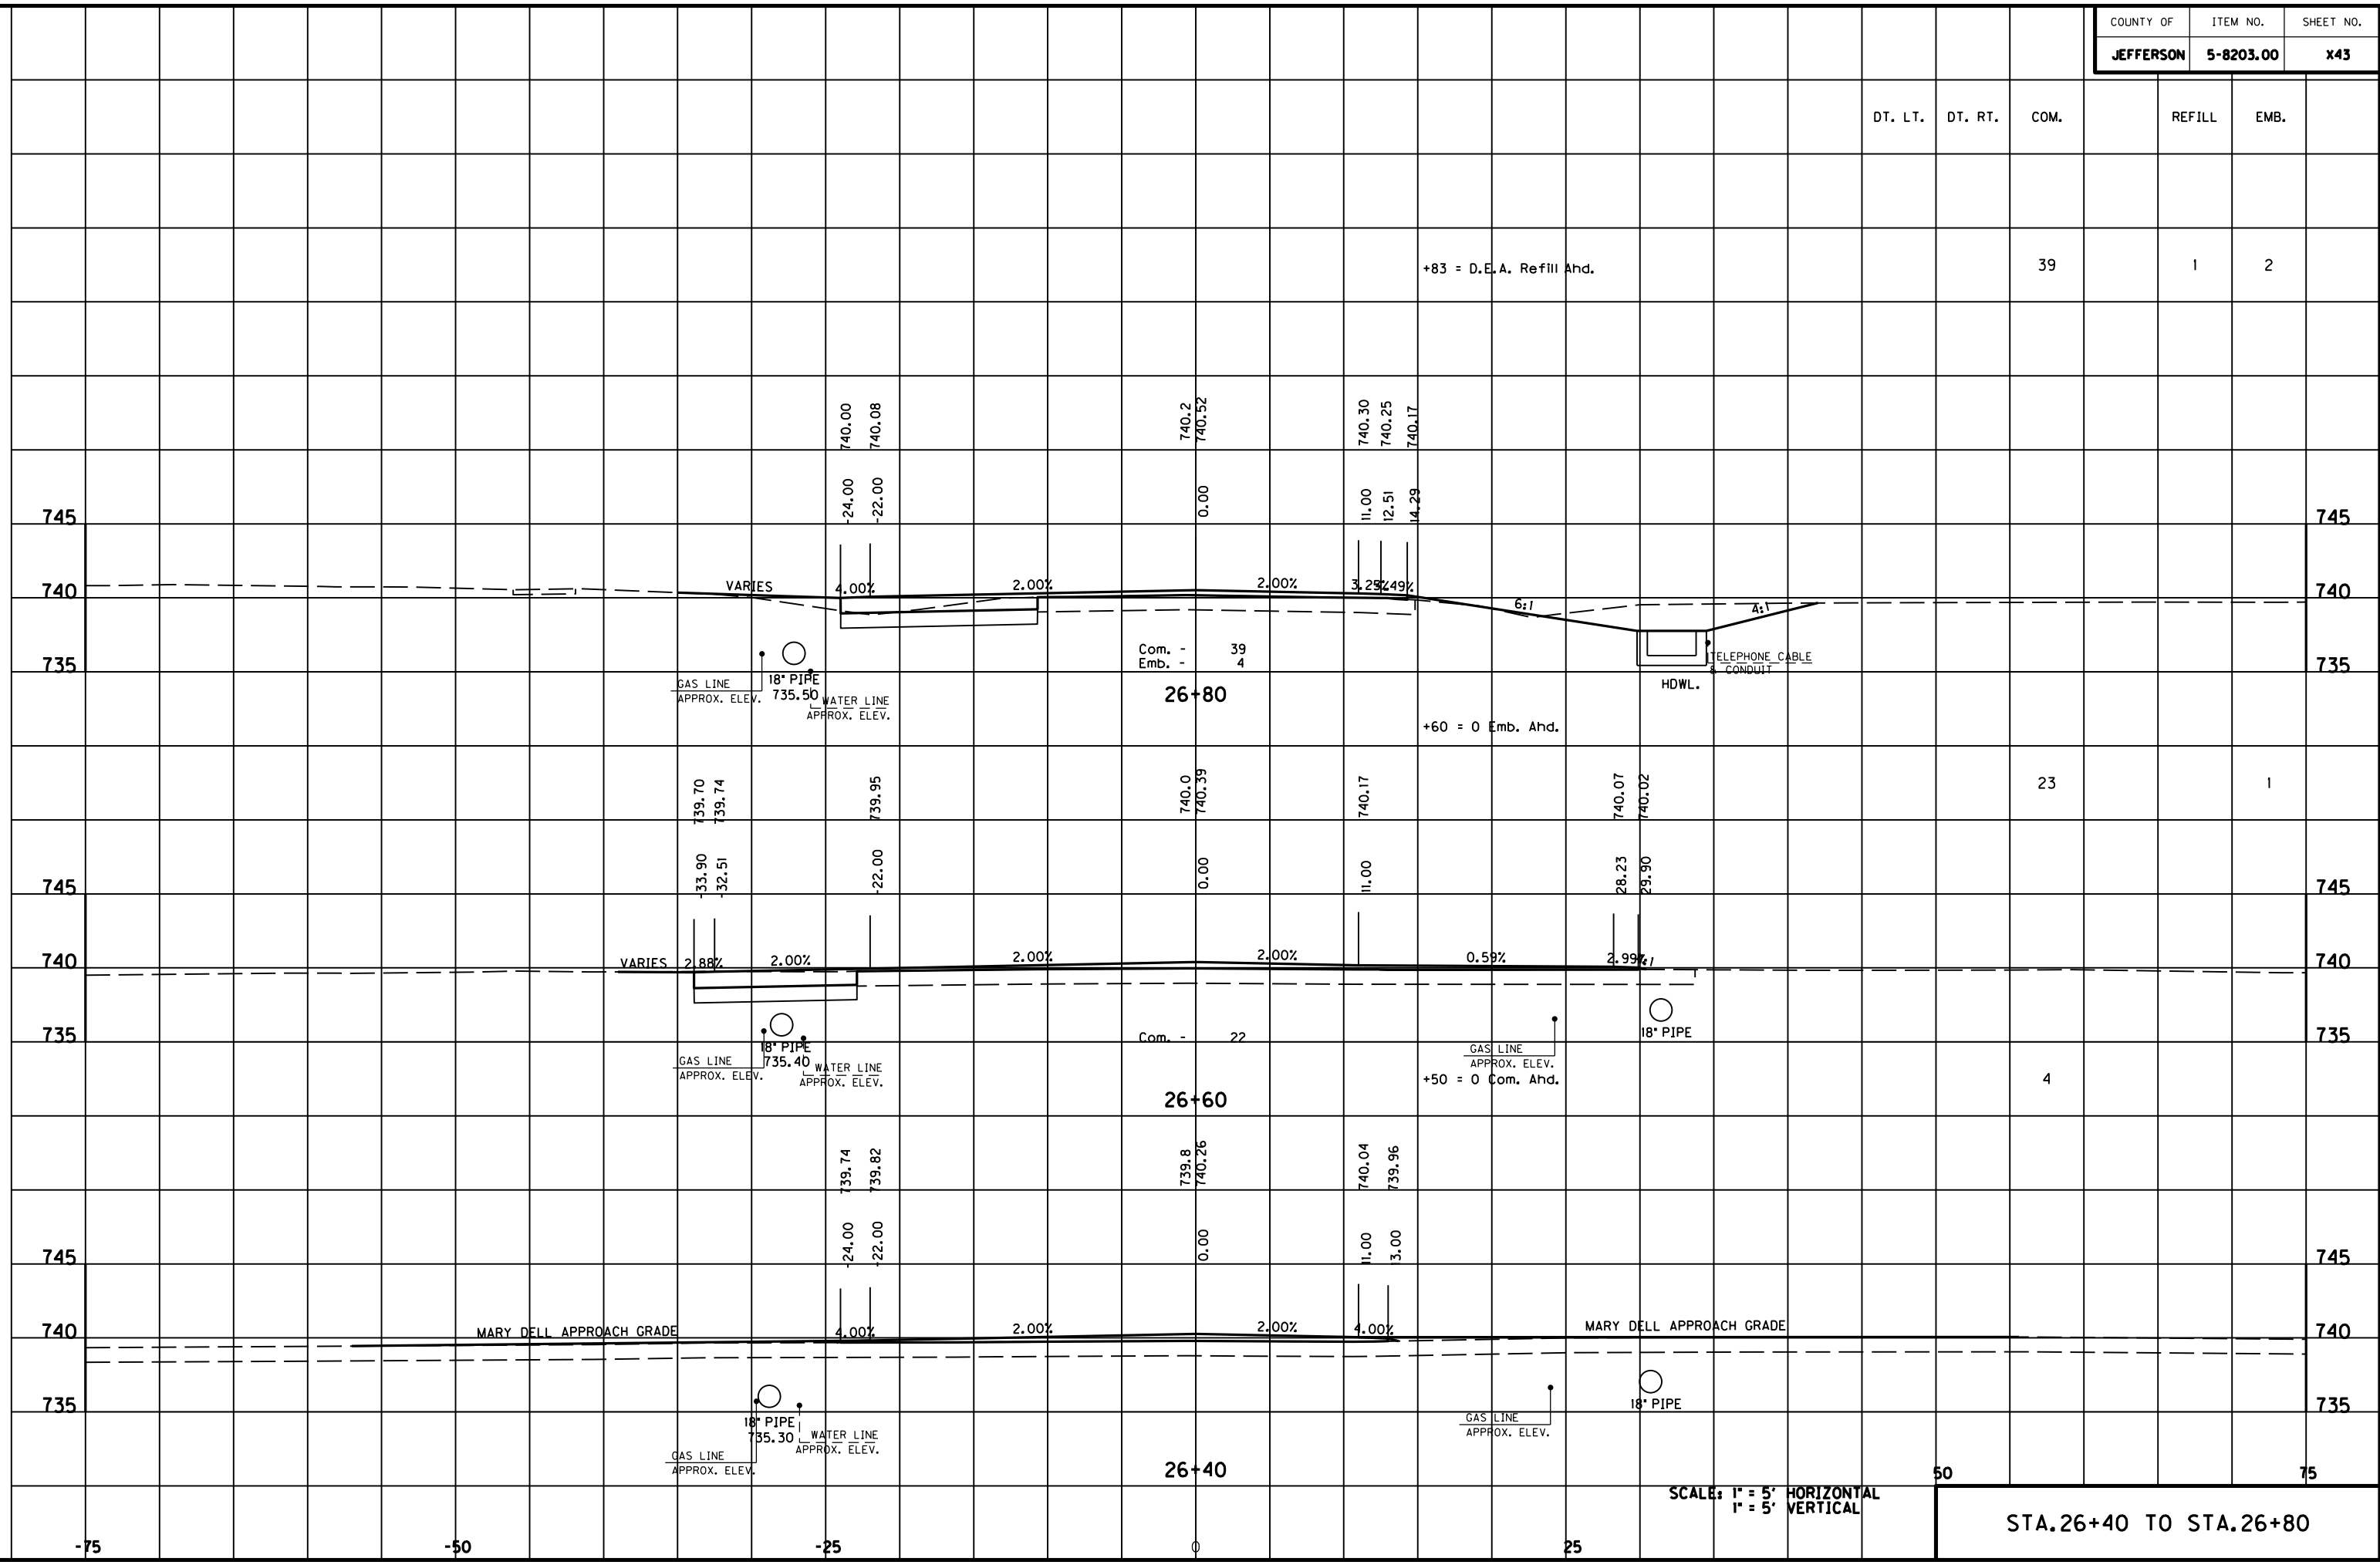 COUNTY OF ITEM NO. SHEET NO.
JEFFERSON 5-8203.00 X43
DT. LT. DT. RT. COM. REFILL EMB.
+83 = D.E.A. Refill Ahd. 39 1 2
740.00 740.08 740.2 740.52 740.30 740.25 740.17
-24.00 -22.00 0.00 11.00 12.51 14.29
745 745
VARIES 4.00% 2.00% 2.00% 3.25% 4.49%
740 740
6:1 4:1
Com. - 39
Emb. - 4
TELEPHONE CABLE
& CONDUIT
735 735
GAS LINE
APPROX. ELEV.
18" PIPE
735.50
WATER LINE
APPROX. ELEV.
HDWL.
26+80
+60 = 0 Emb. Ahd.
739.70 739.74 739.95 740.0 740.39 740.17 740.07 740.02
23 1
-33.90 -32.51 -22.00 0.00 11.00 28.23 29.90
745 745
VARIES 2.88% 2.00% 2.00% 2.00% 0.59% 2.99%
740 740
18" PIPE
735 735
Com. - 22
GAS LINE
APPROX. ELEV.
18" PIPE
735.40
WATER LINE
APPROX. ELEV.
GAS LINE
APPROX. ELEV.
+50 = 0 Com. Ahd. 4
26+60
739.74 739.82 739.8 740.26 740.04 739.96
-24.00 -22.00 0.00 11.00 13.00
745 745
MARY DELL APPROACH GRADE 4.00% 2.00% 2.00% 4.00% MARY DELL APPROACH GRADE
740 740
18" PIPE
735 735
18" PIPE
735.30
WATER LINE
APPROX. ELEV.
GAS LINE
APPROX. ELEV.
GAS LINE
APPROX. ELEV.
26+40
50 75
SCALE: 1" = 5' HORIZONTAL
1" = 5' VERTICAL
STA.26+40 TO STA.26+80
-75 -50 -25 0 25